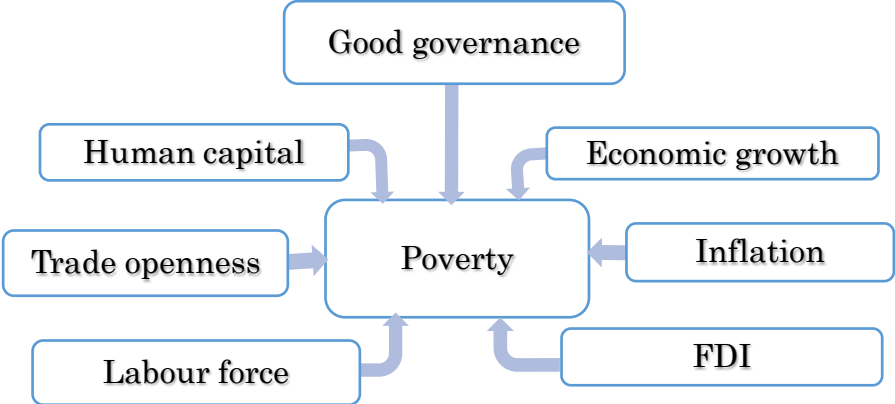 Good governance
Human capital
Economic growth
Trade openness
Poverty
Inflation
Labour force
FDI